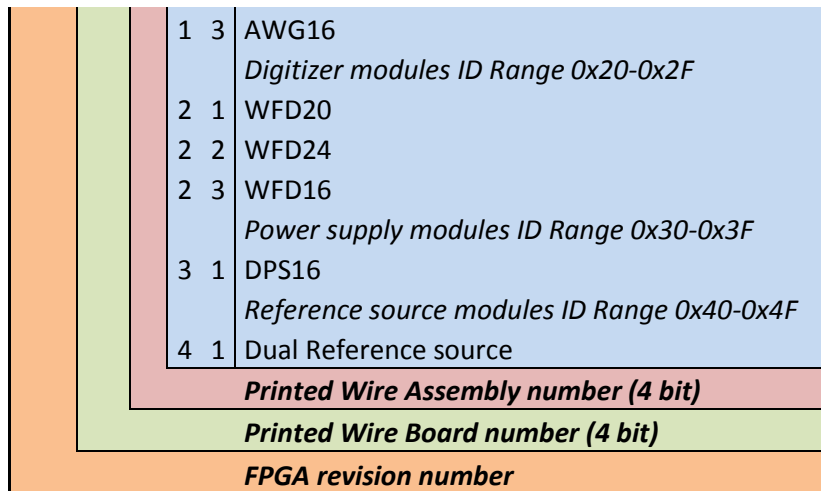 1 3 AWG16
Digitizer modules ID Range 0x20-0x2F
2 1 WFD20
2 2 WFD24
2 3 WFD16
Power supply modules ID Range 0x30-0x3F
3 1 DPS16
Reference source modules ID Range 0x40-0x4F
4 1 Dual Reference source
Printed Wire Assembly number (4 bit)
Printed Wire Board number (4 bit)
FPGA revision number